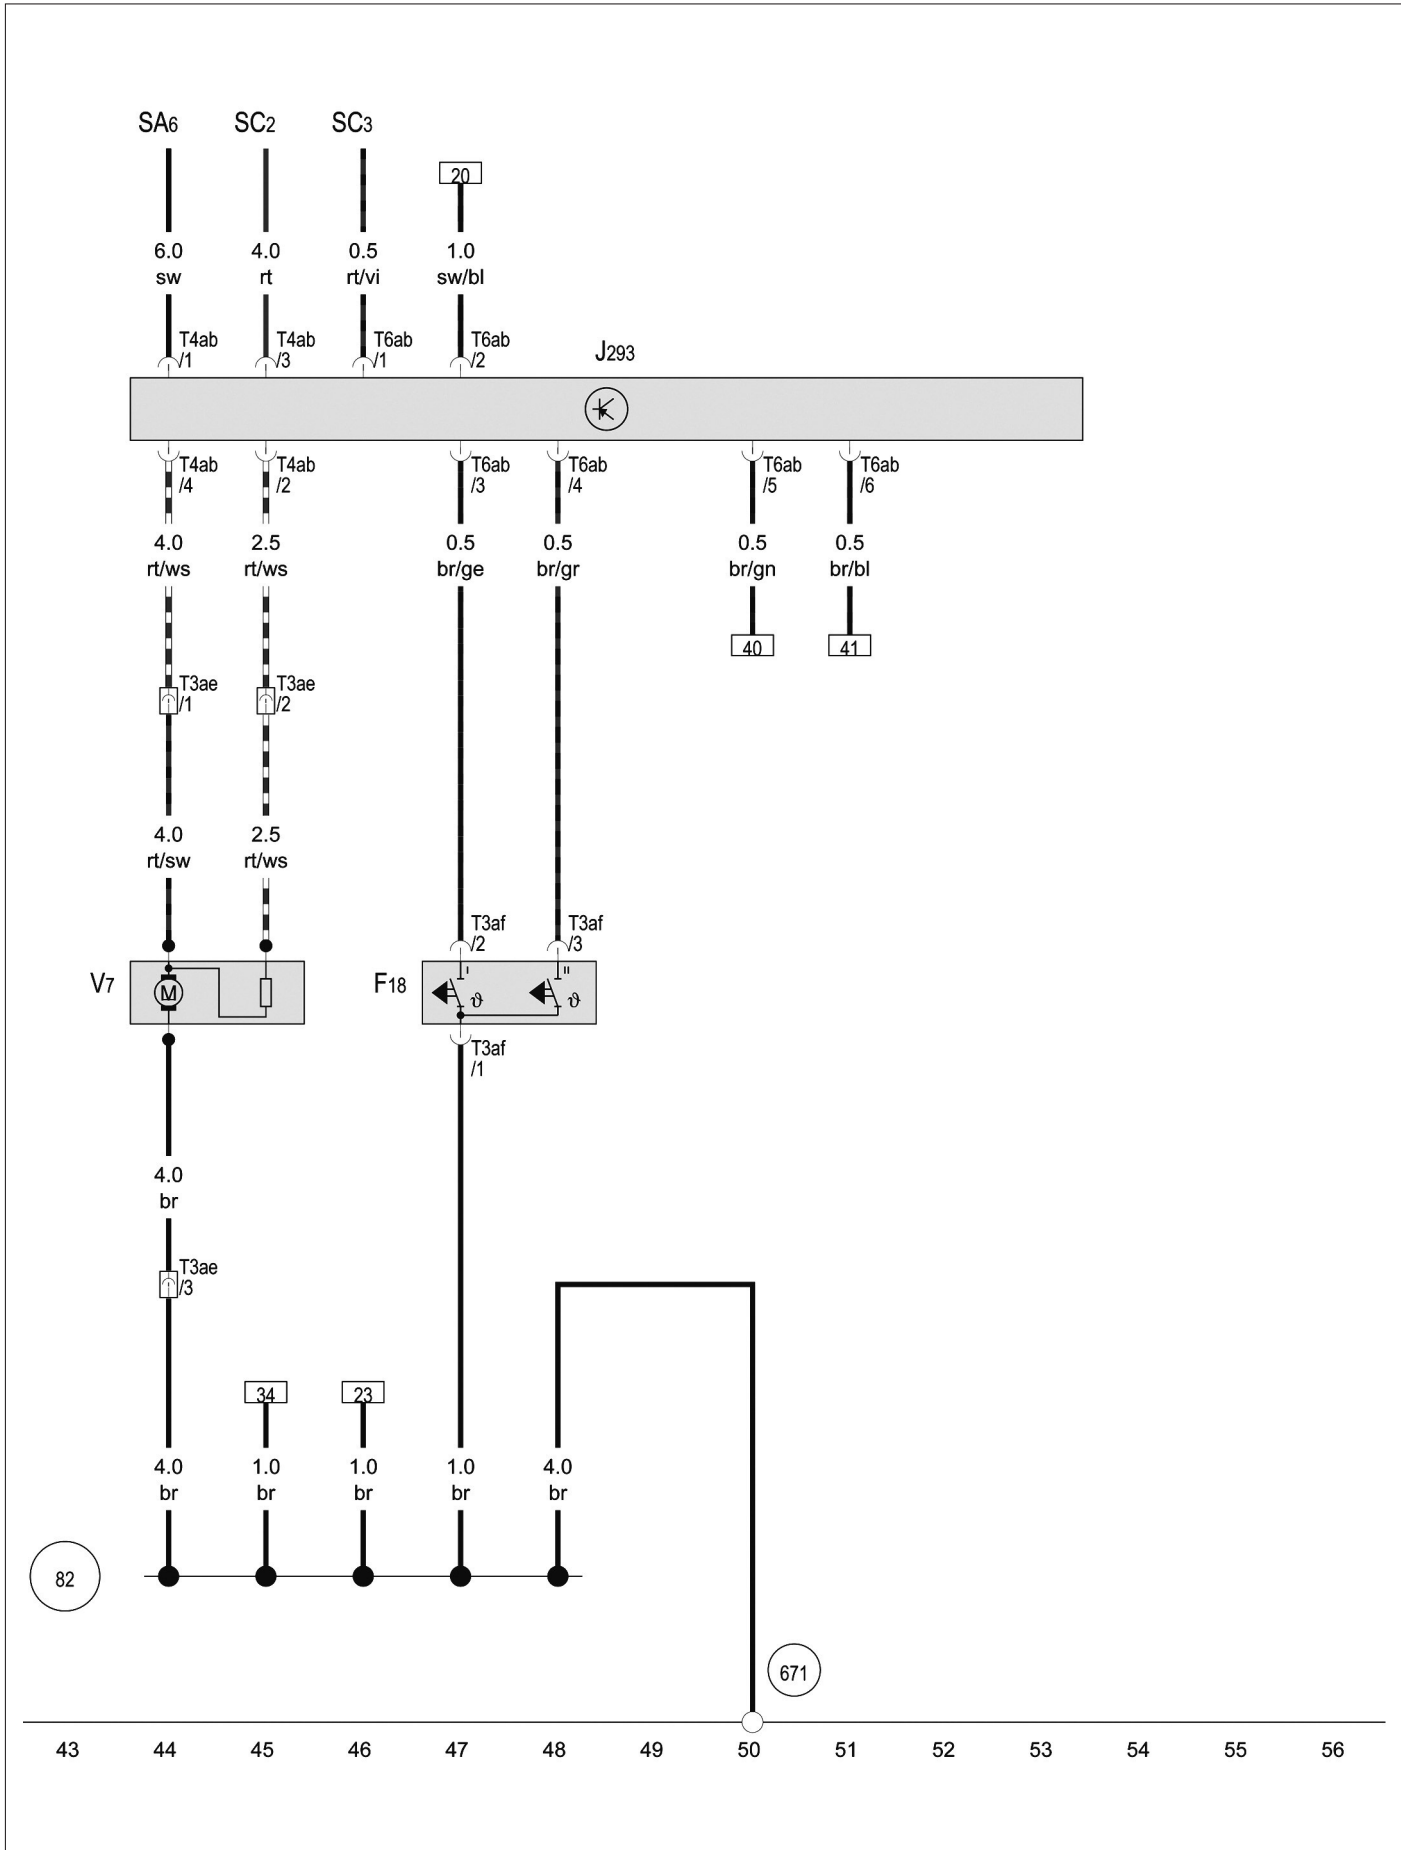 SA6 SC2 SC3
20
6.0 4.0 0.5 1.0
sw rt rt/vi sw/bl
T4ab T4ab T6ab T6ab
/1 /3 /1 /2
J293
T4ab T4ab T6ab T6ab T6ab T6ab
/4 /2 /3 /4 /5 /6
4.0 2.5 0.5 0.5 0.5 0.5
rt/ws rt/ws br/ge br/gr br/gn br/bl
40 41
T3ae T3ae
/1 /2
4.0 2.5
rt/sw rt/ws
T3af T3af
/2 /3
V7 M F18 I ϑ II ϑ
T3af
/1
4.0
br
T3ae
/3
34 23
4.0 1.0 1.0 1.0 4.0
br br br br br
82
671
43 44 45 46 47 48 49 50 51 52 53 54 55 56